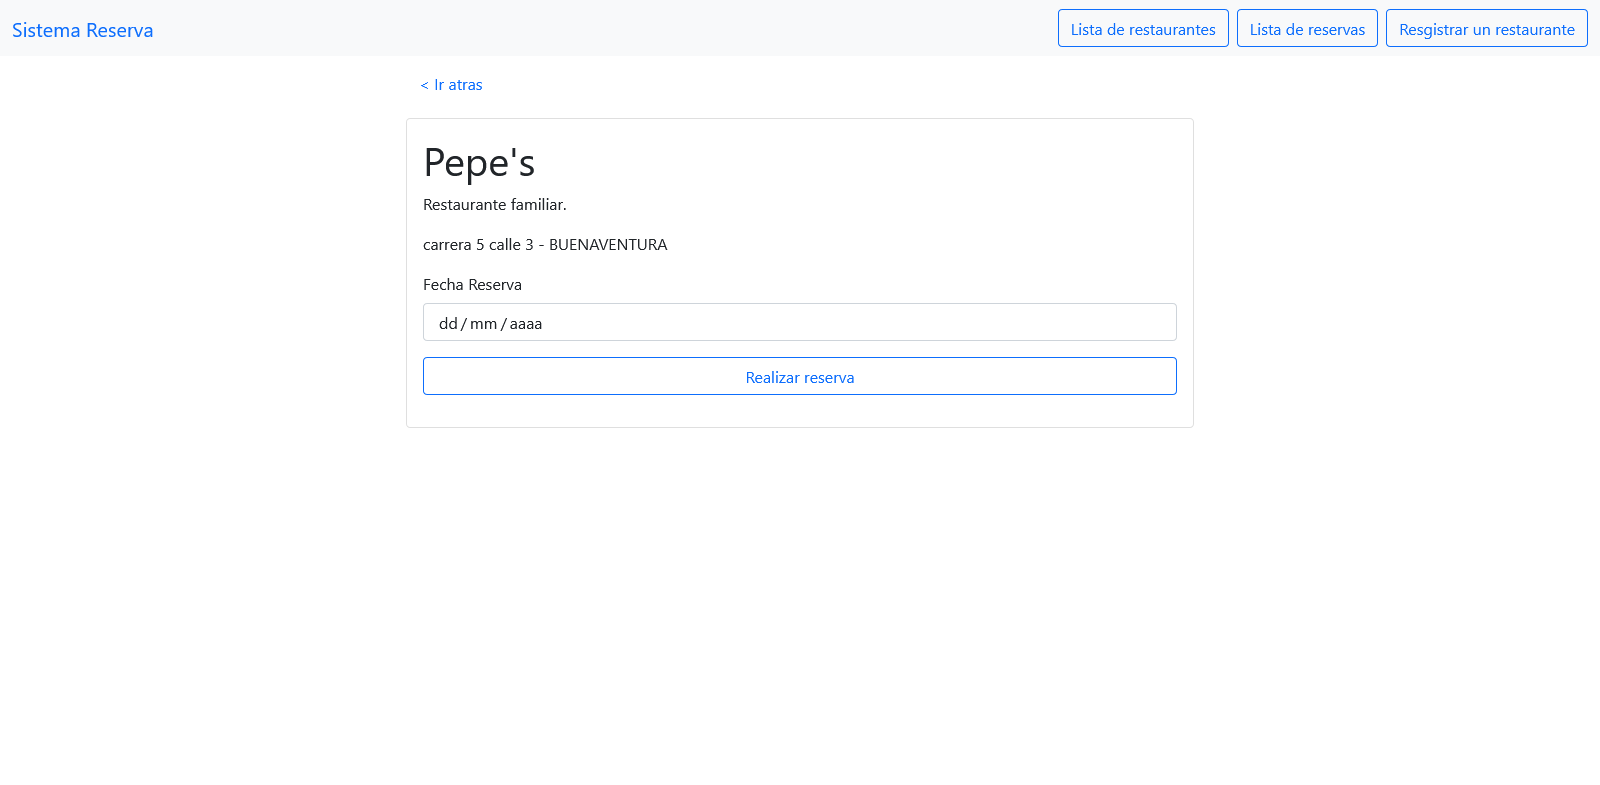 Sistema Reserva
Lista de restaurantes
Lista de reservas
Resgistrar un restaurante
< Ir atras
Pepe's
Restaurante familiar.
carrera 5 calle 3 - BUENAVENTURA
Fecha Reserva
dd/mm/aaaa
Realizar reserva